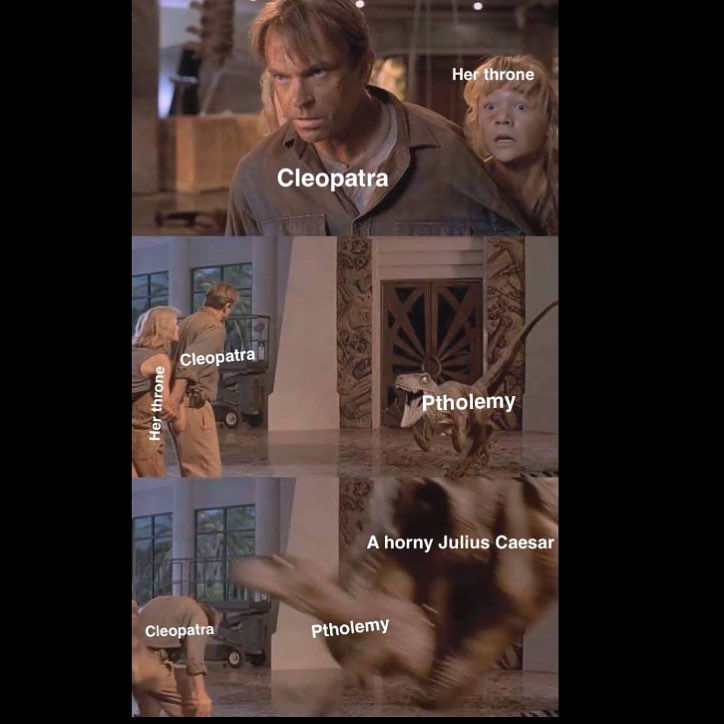 Her throne
Cleopatra
Cleopatra
Her throne
Ptholemy
A horny Julius Caesar
Cleopatra
Ptholemy